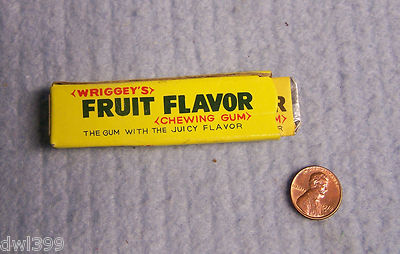 <WRIGGEY'S>
FRUIT FLAVOR
<CHEWING GUM>
THE GUM WITH THE JUICY FLAVOR
dwl399